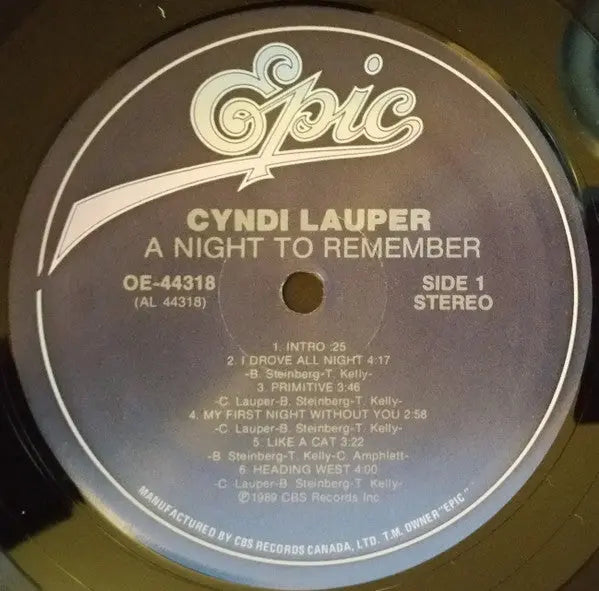 Epic
CYNDI LAUPER
A NIGHT TO REMEMBER
OE-44318
(AL 44318)
SIDE 1
STEREO
1. INTRO :25
2. I DROVE ALL NIGHT 4:17
-B. Steinberg-T. Kelly-
3. PRIMITIVE 3:46
-C. Lauper-B. Steinberg-T. Kelly-
4. MY FIRST NIGHT WITHOUT YOU 2:58
-C. Lauper-B. Steinberg-T. Kelly-
5. LIKE A CAT 3:22
-B Steinberg-T. Kelly-C. Amphlett-
6. HEADING WEST 4:00
-C. Lauper-B. Steinberg-T. Kelly-
℗1989 CBS Records Inc
MANUFACTURED BY CBS RECORDS CANADA, LTD. T.M. OWNER "EPIC"